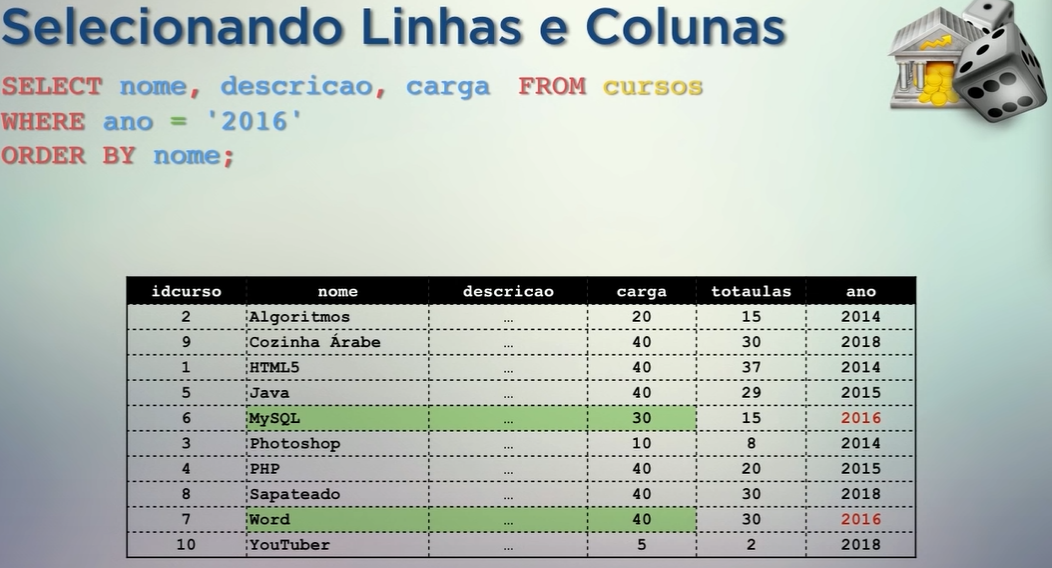 Selecionando Linhas e Colunas
SELECT nome, descricao, carga FROM cursos
WHERE ano = '2016'
ORDER BY nome;
idcurso nome descricao carga totaulas ano
2 Algoritmos … 20 15 2014
9 Cozinha Árabe … 40 30 2018
1 HTML5 … 40 37 2014
5 Java … 40 29 2015
6 MySQL … 30 15 2016
3 Photoshop … 10 8 2014
4 PHP … 40 20 2015
8 Sapateado … 40 30 2018
7 Word … 40 30 2016
10 YouTuber … 5 2 2018